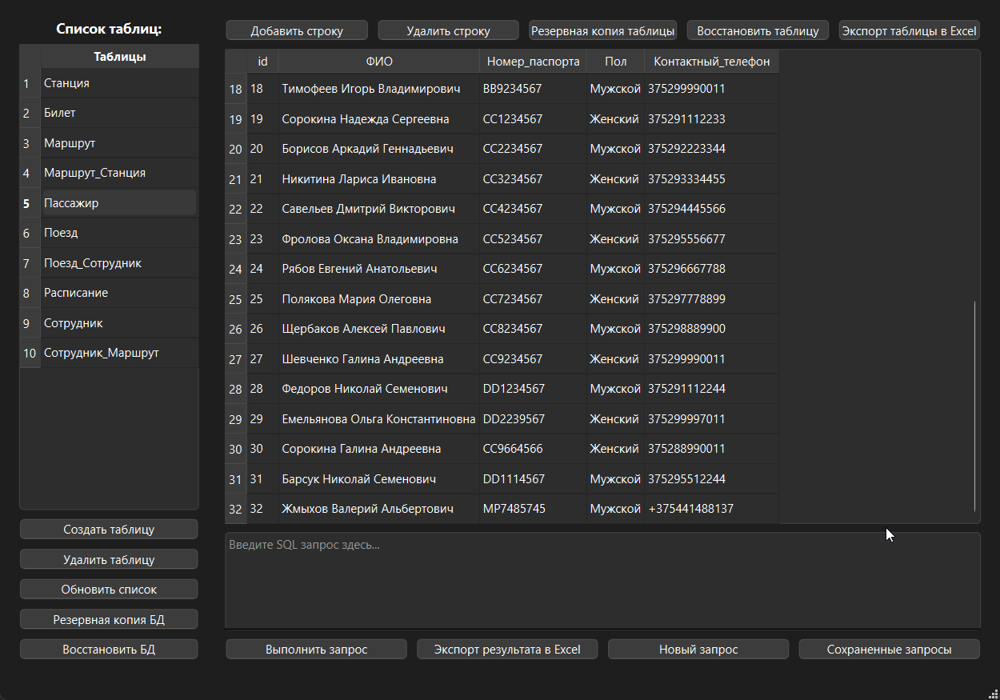 Список таблиц:
Таблицы
1 Станция
2 Билет
3 Маршрут
4 Маршрут_Станция
5 Пассажир
6 Поезд
7 Поезд_Сотрудник
8 Расписание
9 Сотрудник
10 Сотрудник_Маршрут
Создать таблицу
Удалить таблицу
Обновить список
Резервная копия БД
Восстановить БД
Добавить строку Удалить строку Резервная копия таблицы Восстановить таблицу Экспорт таблицы в Excel
id ФИО Номер_паспорта Пол Контактный_телефон
18 18 Тимофеев Игорь Владимирович BB9234567 Мужской 375299990011
19 19 Сорокина Надежда Сергеевна CC1234567 Женский 375291112233
20 20 Борисов Аркадий Геннадьевич CC2234567 Мужской 375292223344
21 21 Никитина Лариса Ивановна CC3234567 Женский 375293334455
22 22 Савельев Дмитрий Викторович CC4234567 Мужской 375294445566
23 23 Фролова Оксана Владимировна CC5234567 Женский 375295556677
24 24 Рябов Евгений Анатольевич CC6234567 Мужской 375296667788
25 25 Полякова Мария Олеговна CC7234567 Женский 375297778899
26 26 Щербаков Алексей Павлович CC8234567 Мужской 375298889900
27 27 Шевченко Галина Андреевна CC9234567 Женский 375299990011
28 28 Федоров Николай Семенович DD1234567 Мужской 375291112244
29 29 Емельянова Ольга Константиновна DD2239567 Женский 375299997011
30 30 Сорокина Галина Андреевна CC9664566 Женский 375288990011
31 31 Барсук Николай Семенович DD1114567 Мужской 375295512244
32 32 Жмыхов Валерий Альбертович MP7485745 Мужской +375441488137
Введите SQL запрос здесь...
Выполнить запрос Экспорт результата в Excel Новый запрос Сохраненные запросы